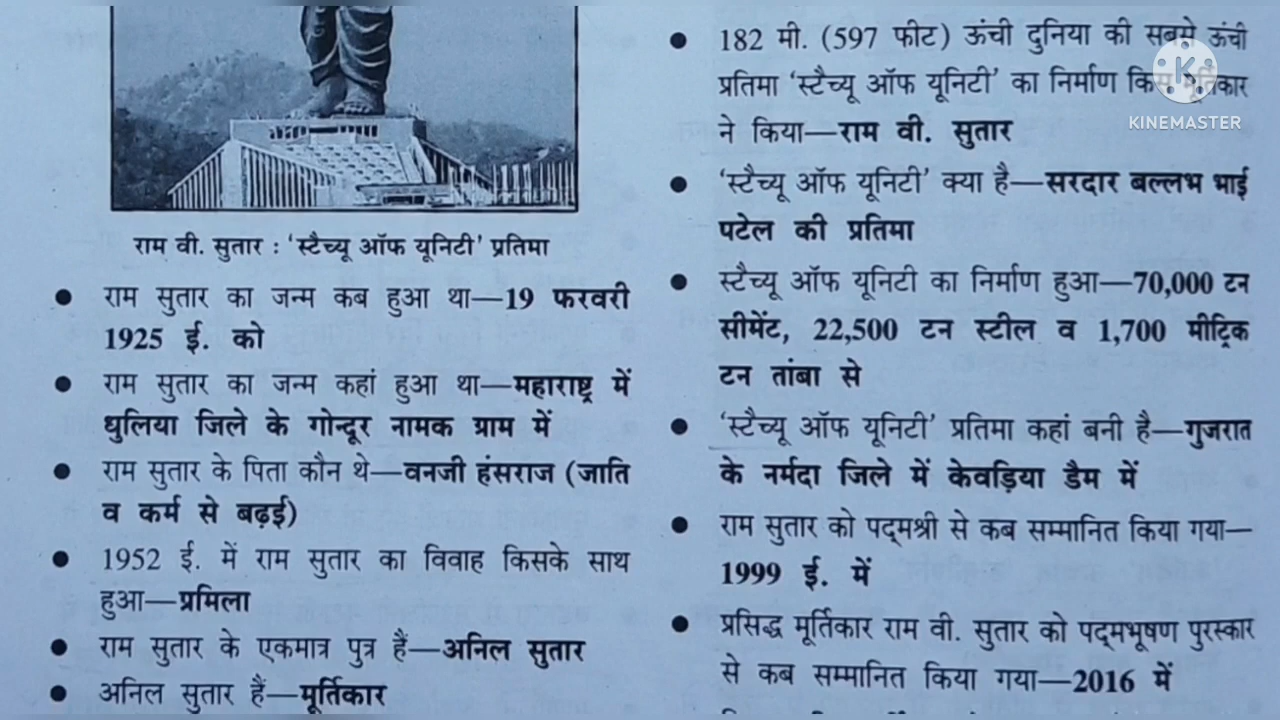 राम वी. सुतार : 'स्टैच्यू ऑफ यूनिटी' प्रतिमा
● राम सुतार का जन्म कब हुआ था—19 फरवरी
1925 ई. को
● राम सुतार का जन्म कहां हुआ था—महाराष्ट्र में
धुलिया जिले के गोन्दूर नामक ग्राम में
● राम सुतार के पिता कौन थे—वनजी हंसराज (जाति
व कर्म से बढ़ई)
● 1952 ई. में राम सुतार का विवाह किसके साथ
हुआ—प्रमिला
● राम सुतार के एकमात्र पुत्र हैं—अनिल सुतार
● अनिल सुतार हैं—मूर्तिकार
● 182 मी. (597 फीट) ऊंची दुनिया की सबसे ऊंची
प्रतिमा 'स्टैच्यू ऑफ यूनिटी' का निर्माण किस मूर्तिकार
ने किया—राम वी. सुतार
● 'स्टैच्यू ऑफ यूनिटी' क्या है—सरदार बल्लभ भाई
पटेल की प्रतिमा
● स्टैच्यू ऑफ यूनिटी का निर्माण हुआ—70,000 टन
सीमेंट, 22,500 टन स्टील व 1,700 मीट्रिक
टन तांबा से
● 'स्टैच्यू ऑफ यूनिटी' प्रतिमा कहां बनी है—गुजरात
के नर्मदा जिले में केवड़िया डैम में
● राम सुतार को पद्मश्री से कब सम्मानित किया गया—
1999 ई. में
● प्रसिद्ध मूर्तिकार राम वी. सुतार को पद्मभूषण पुरस्कार
से कब सम्मानित किया गया—2016 में
K
KINEMASTER